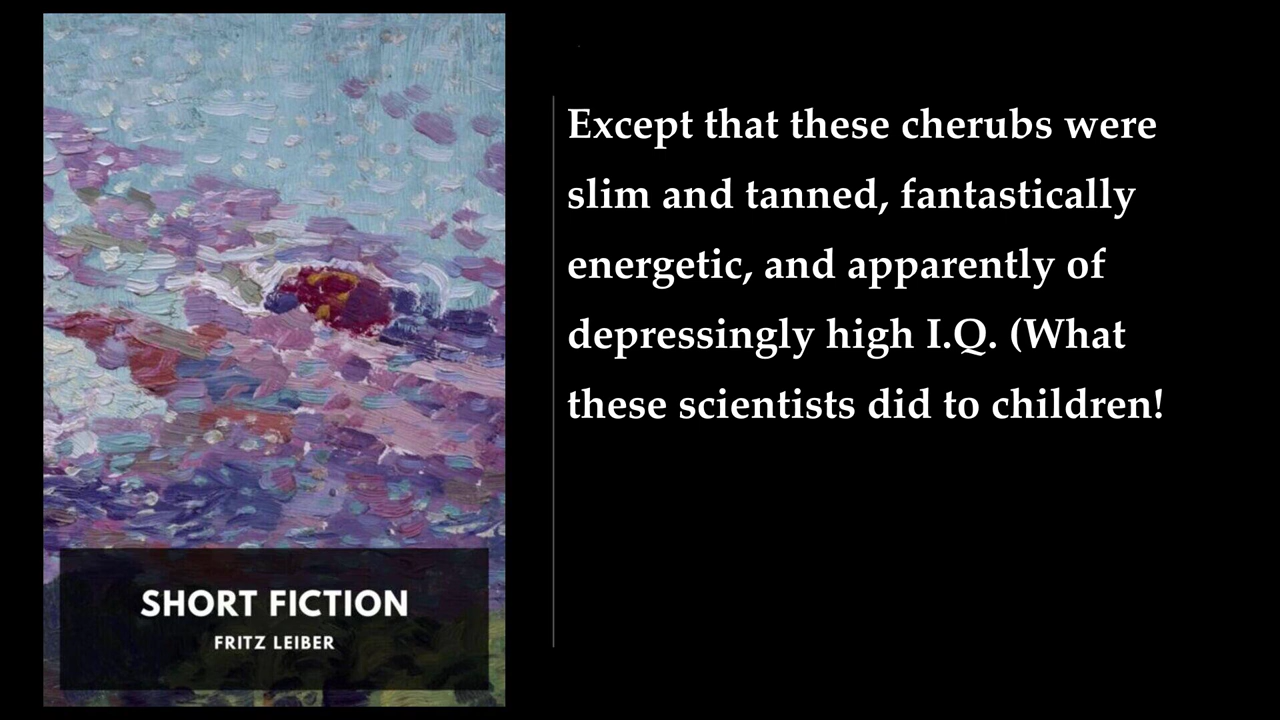 SHORT FICTION
FRITZ LEIBER
Except that these cherubs were
slim and tanned, fantastically
energetic, and apparently of
depressingly high I.Q. (What
these scientists did to children!